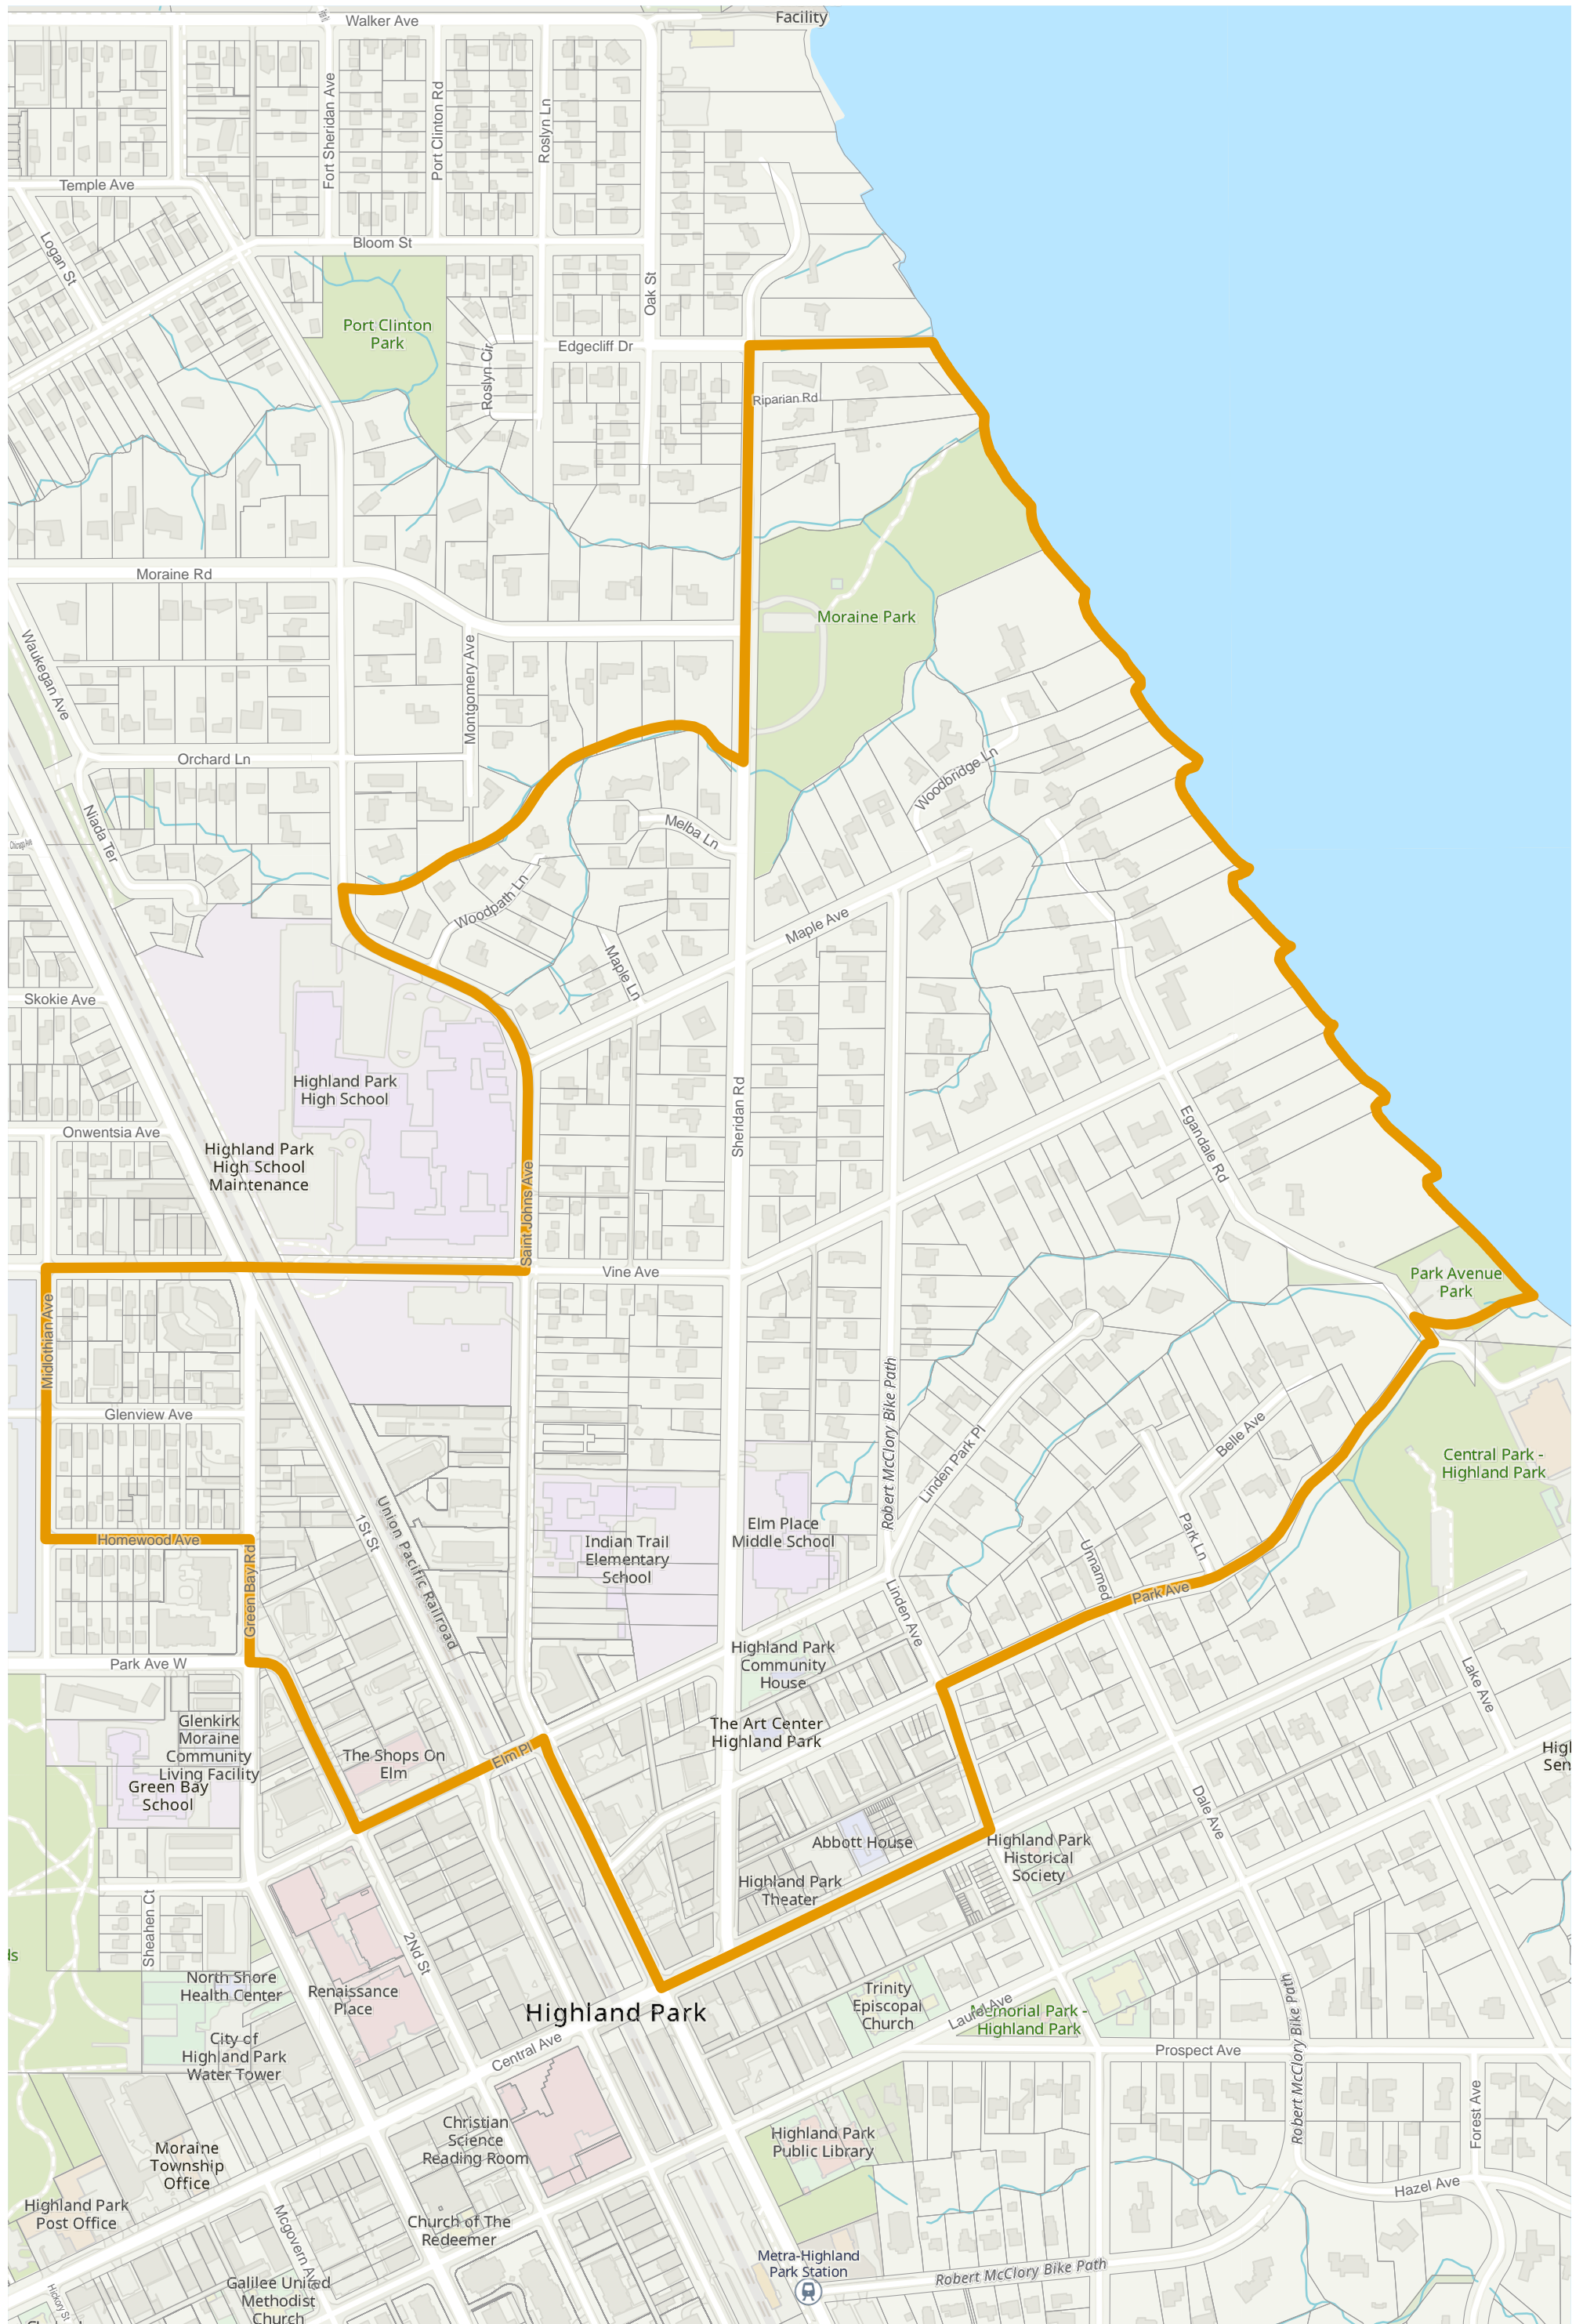 Facility
Walker Ave
Fort Sheridan Ave
Port Clinton Rd
Roslyn Ln
Temple Ave
Logan St
Bloom St
Oak St
Port Clinton
Park
Edgecliff Dr
Roslyn Cir
Riparian Rd
Moraine Rd
Moraine Park
Waukegan Ave
Montgomery Ave
Orchard Ln
Woodbridge Ln
Niada Ter
Chicago Ave
Melba Ln
Woodpath Ln
Maple Ave
Maple Ln
Skokie Ave
Highland Park
High School
Sheridan Rd
Egandale Rd
Onwentsia Ave
Highland Park
High School
Maintenance
Saint Johns Ave
Vine Ave
Park Avenue
Park
Midlothian Ave
Glenview Ave
Robert McClory Bike Path
Linden Park Pl
Belle Ave
Central Park -
Highland Park
Homewood Ave
1St St
Union Pacific Railroad
Indian Trail
Elementary
School
Elm Place
Middle School
Park Ln
Unnamed
Park Ave
Green Bay Rd
Linden Ave
Park Ave W
Highland Park
Community
House
Lake Ave
Glenkirk
Moraine
Community
Living Facility
The Shops On
Elm
Elm Pl
The Art Center
Highland Park
Green Bay
School
Highl
Sen
Dale Ave
Abbott House
Highland Park
Historical
Society
Highland Park
Theater
Sheahen Ct
2Nd St
ds
North Shore
Health Center
Renaissance
Place
Highland Park
Trinity
Episcopal
Church
Laurel Ave
Memorial Park -
Highland Park
City of
Highland Park
Water Tower
Central Ave
Prospect Ave
Robert McClory Bike Path
Forest Ave
Christian
Science
Reading Room
Highland Park
Public Library
Moraine
Township
Office
Highland Park
Post Office
Mcgovern Ave
Church of The
Redeemer
Hazel Ave
Metra-Highland
Park Station
Robert McClory Bike Path
Hickory St
Galilee United
Methodist
Church